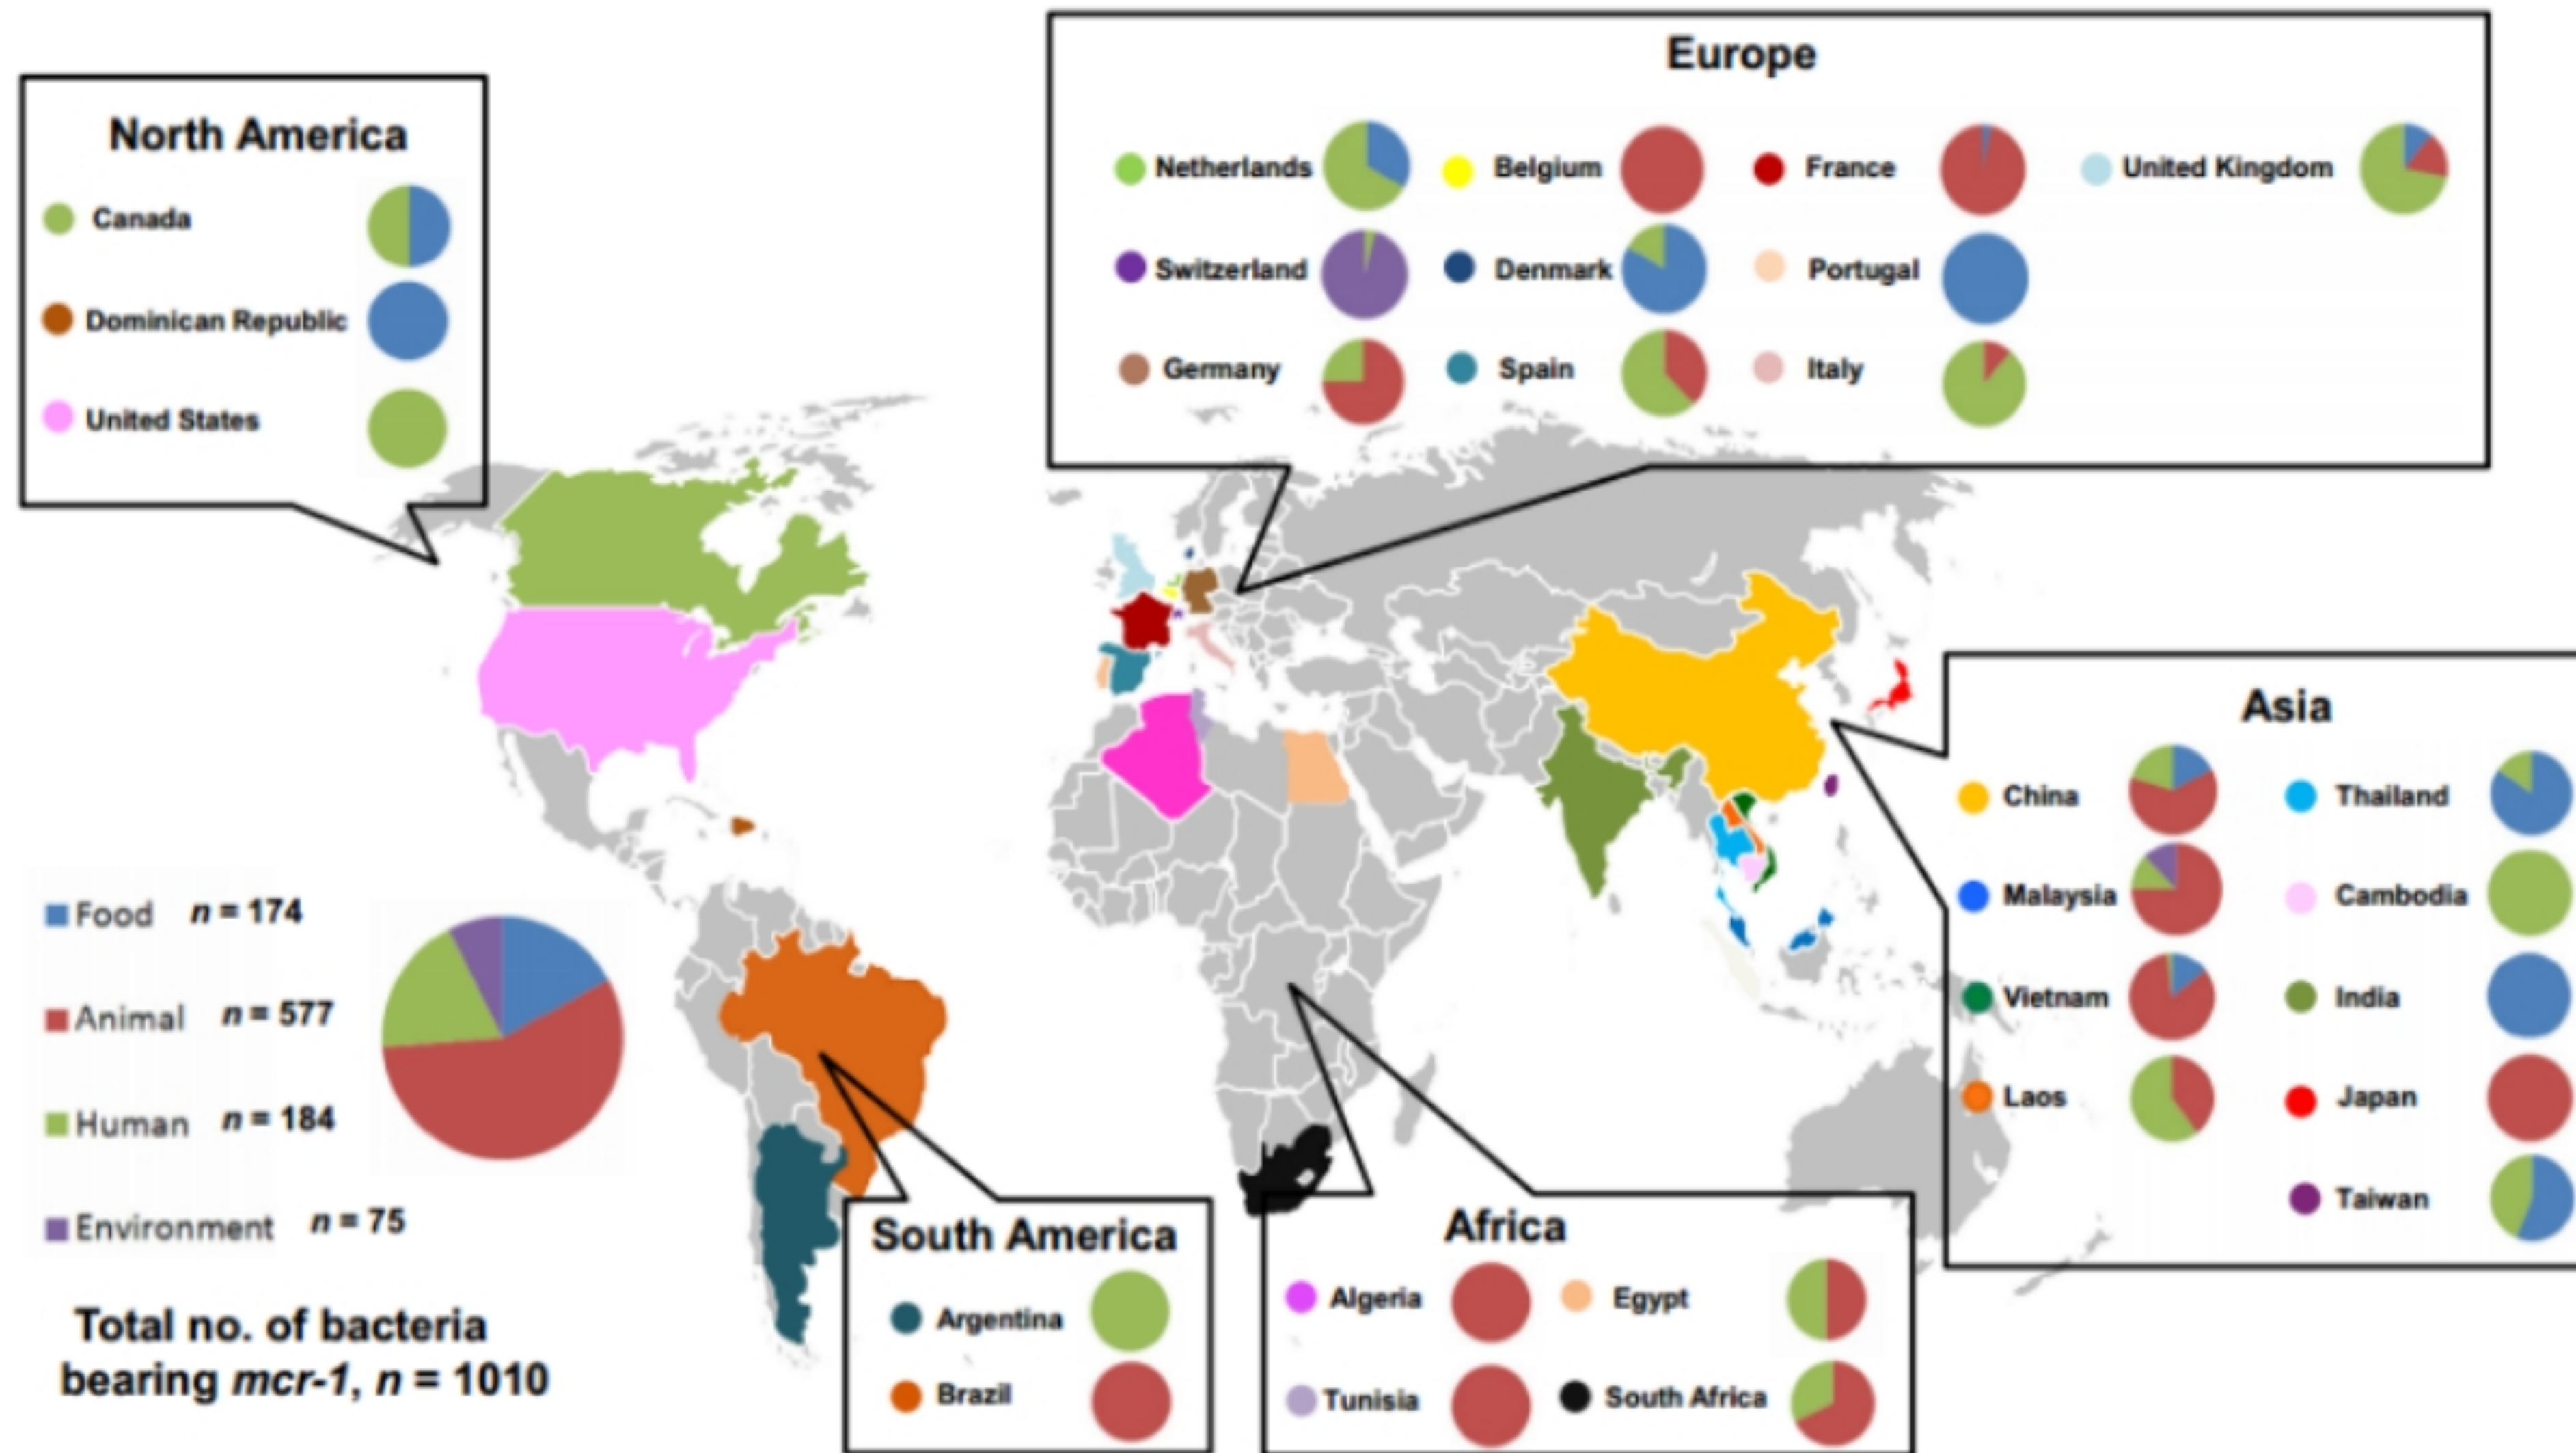 Europe
Netherlands Belgium France United Kingdom
Switzerland Denmark Portugal
Germany Spain Italy
North America
Canada
Dominican Republic
United States
Asia
China Thailand
Malaysia Cambodia
Vietnam India
Laos Japan
Taiwan
Food n = 174
Animal n = 577
Human n = 184
Environment n = 75
Total no. of bacteria
bearing mcr-1, n = 1010
South America
Argentina
Brazil
Africa
Algeria Egypt
Tunisia South Africa